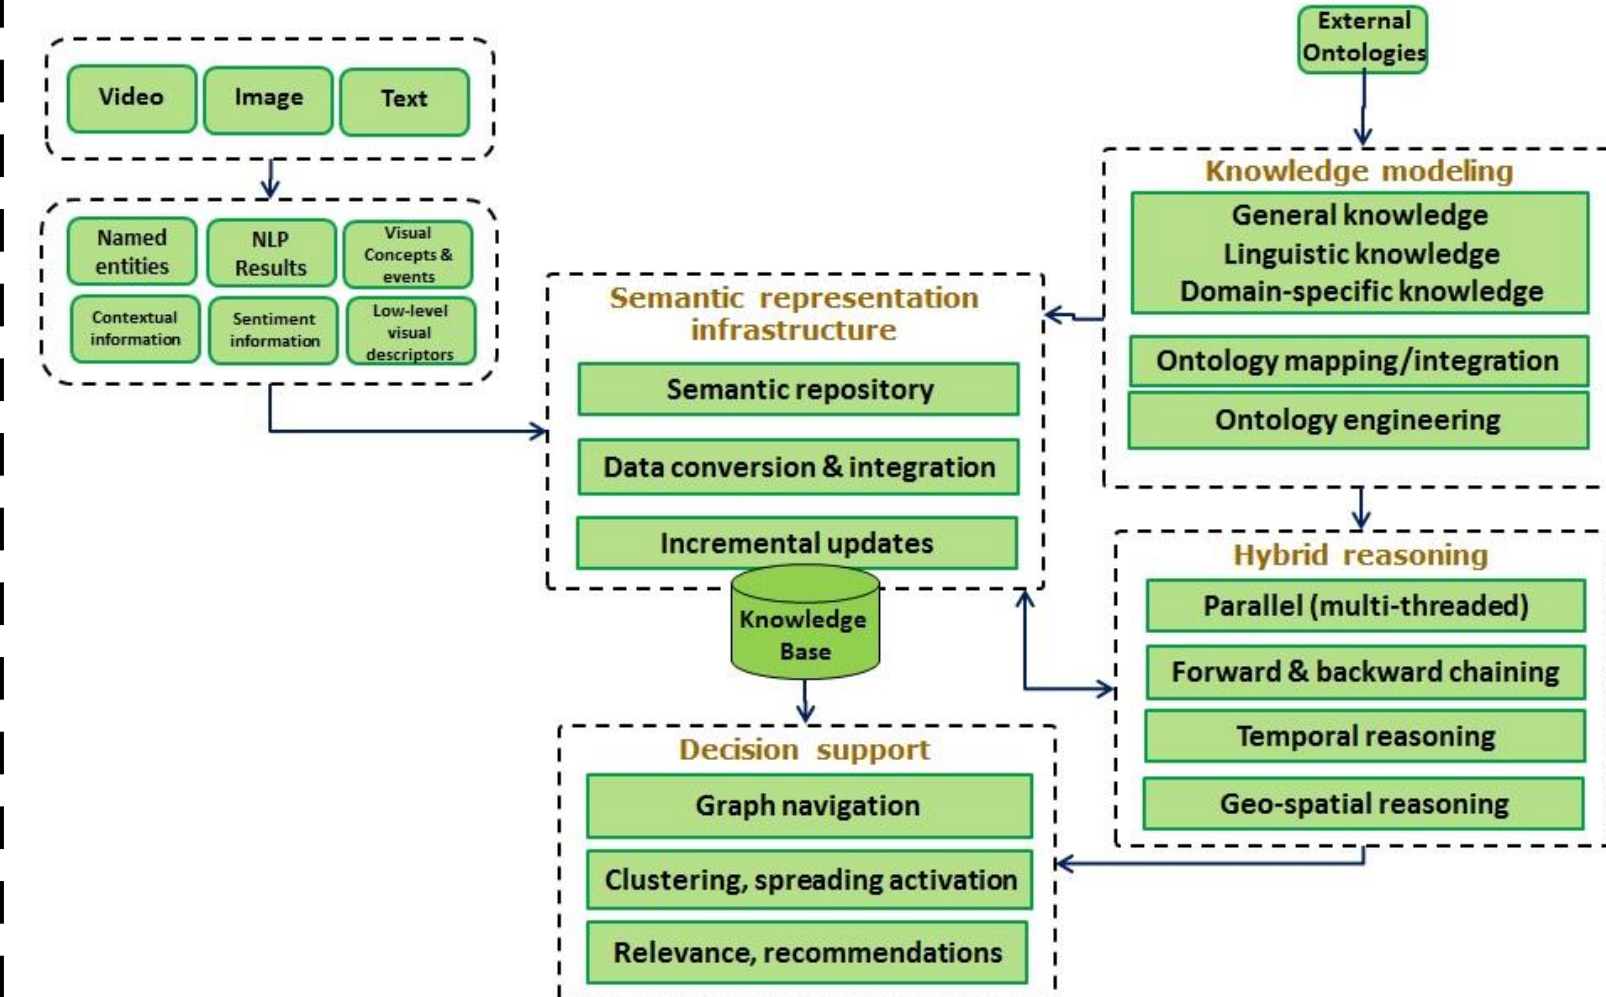 Video
Image
Text
Named
entities
NLP
Results
Visual
Concepts &
events
Contextual
information
Sentiment
information
Low-level
visual
descriptors
External
Ontologies
Knowledge modeling
General knowledge
Linguistic knowledge
Domain-specific knowledge
Ontology mapping/integration
Ontology engineering
Semantic representation
infrastructure
Semantic repository
Data conversion & integration
Incremental updates
Knowledge
Base
Hybrid reasoning
Parallel (multi-threaded)
Forward & backward chaining
Temporal reasoning
Geo-spatial reasoning
Decision support
Graph navigation
Clustering, spreading activation
Relevance, recommendations